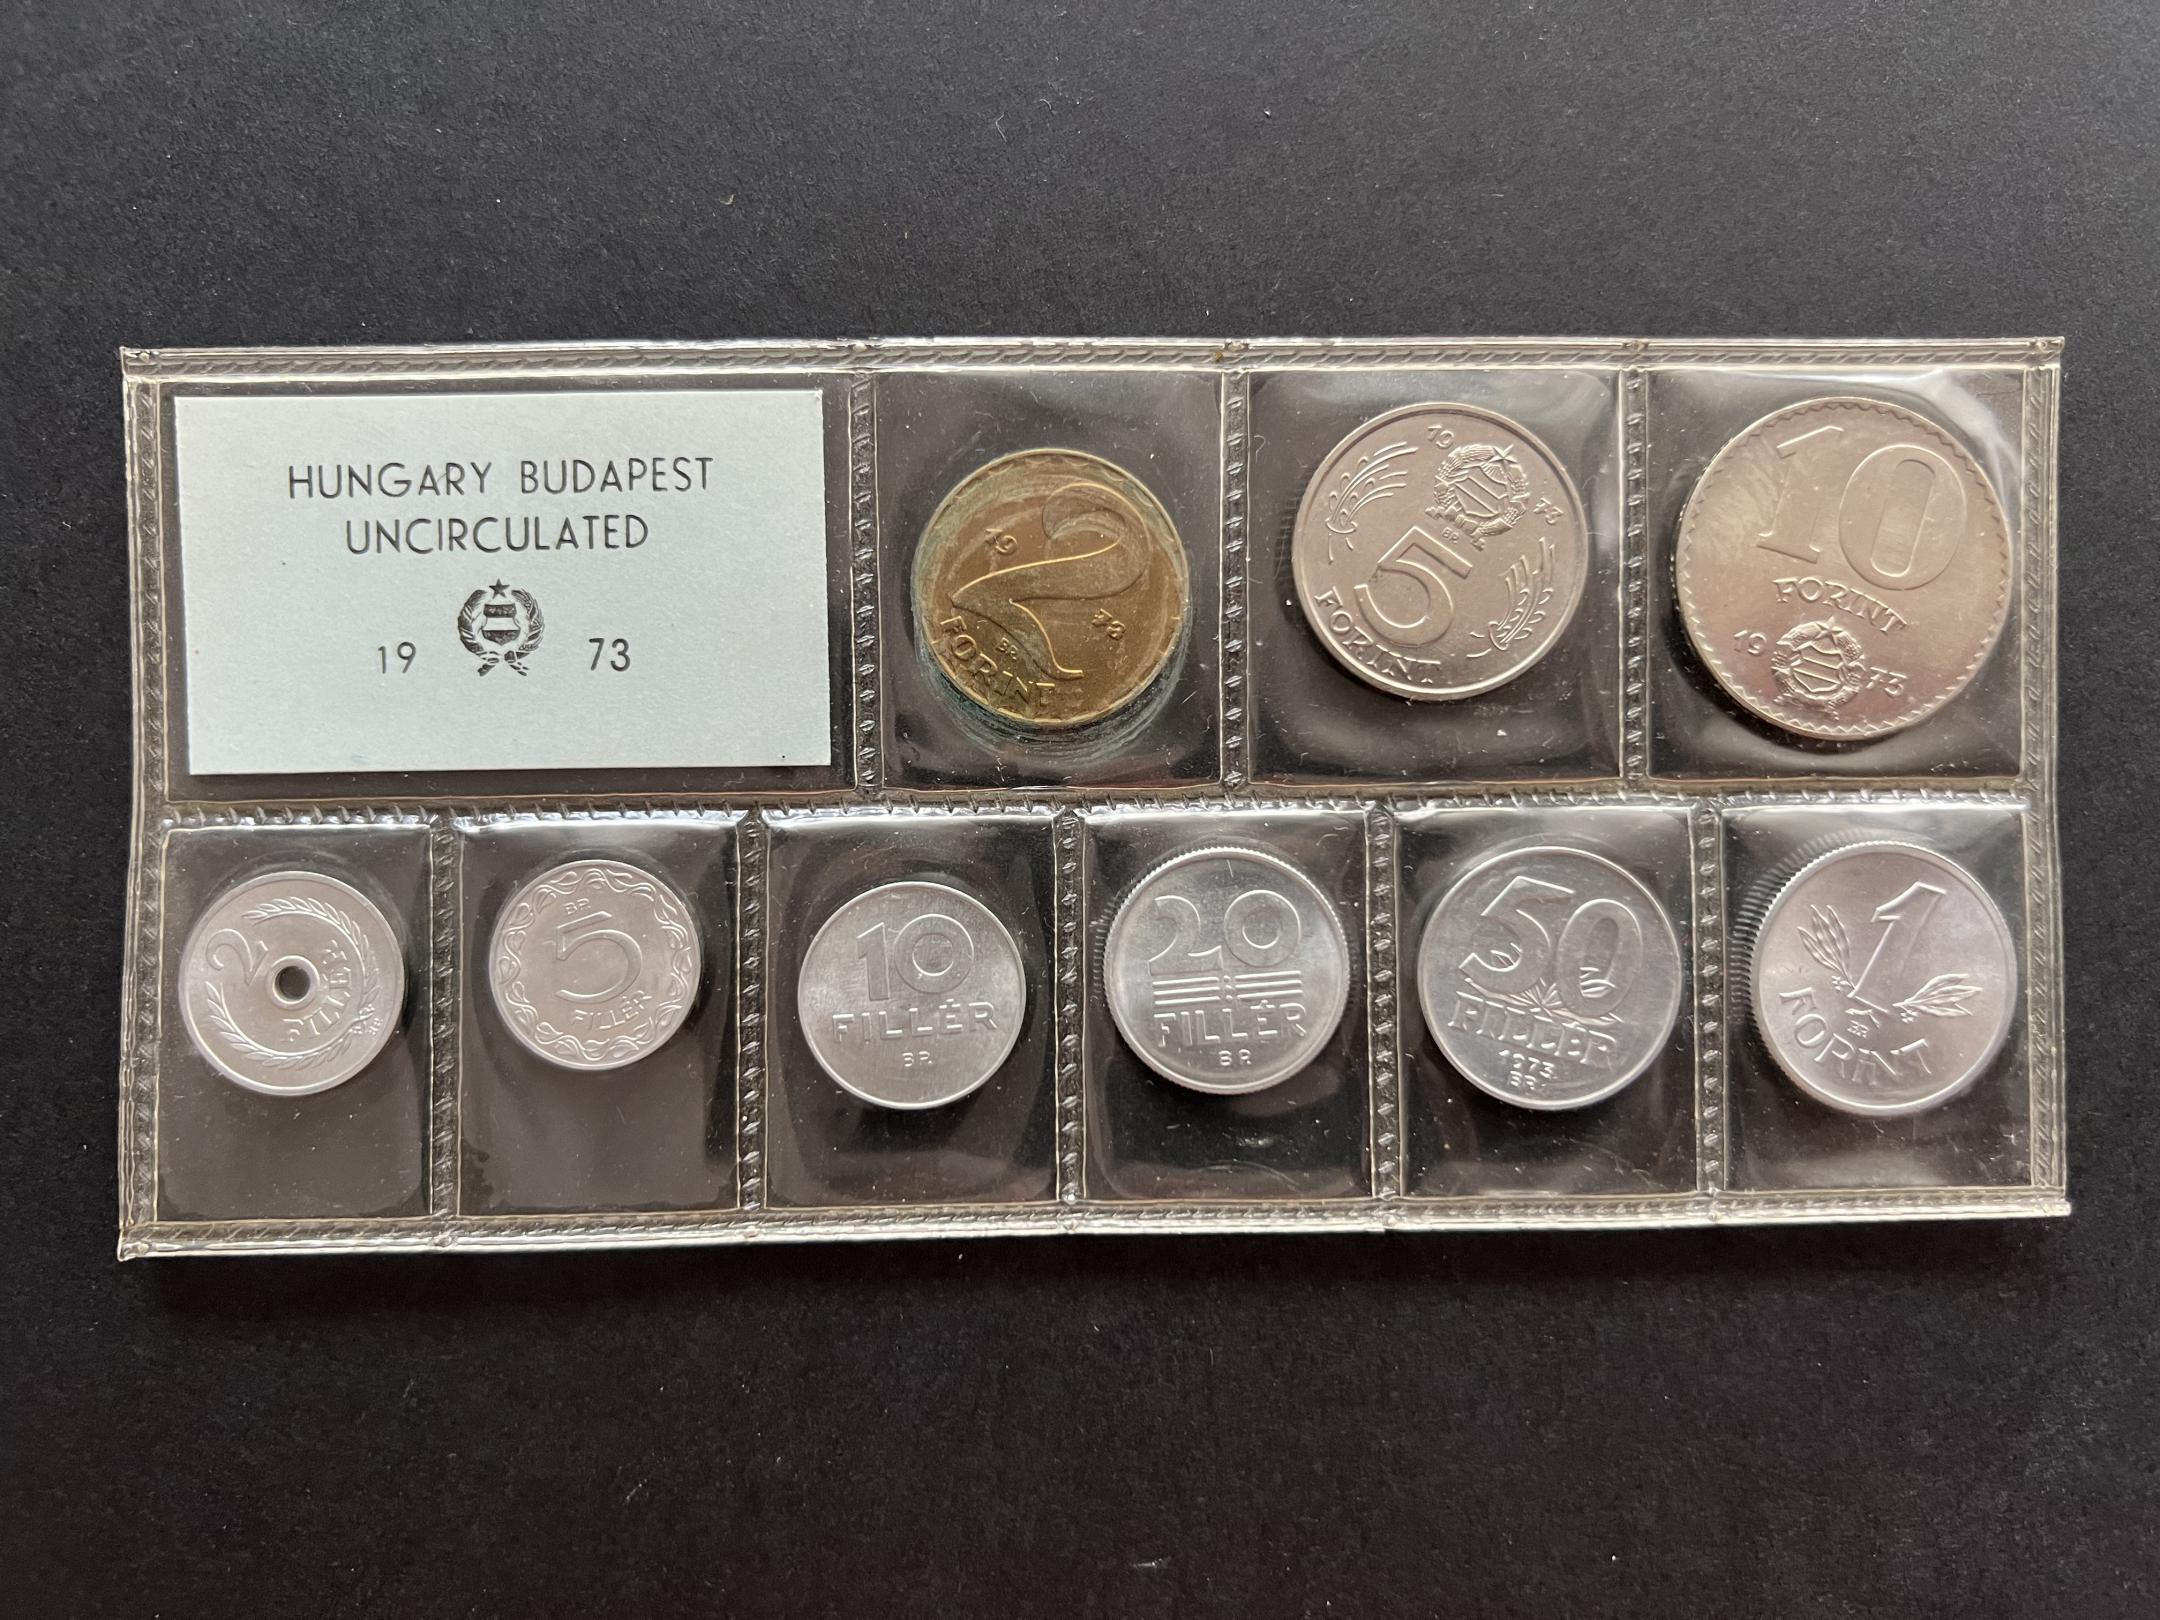 HUNGARY BUDAPEST
UNCIRCULATED
19 73
19 2 73
BP.
FORINT
19 73
BP.
5
FORINT
10
FORINT
19 73
2
FILLÉR
BP.
5
FILLÉR
10
FILLÉR
BP.
20
FILLÉR
BP.
50
FILLÉR
1973
BP.
1
BP.
FORINT